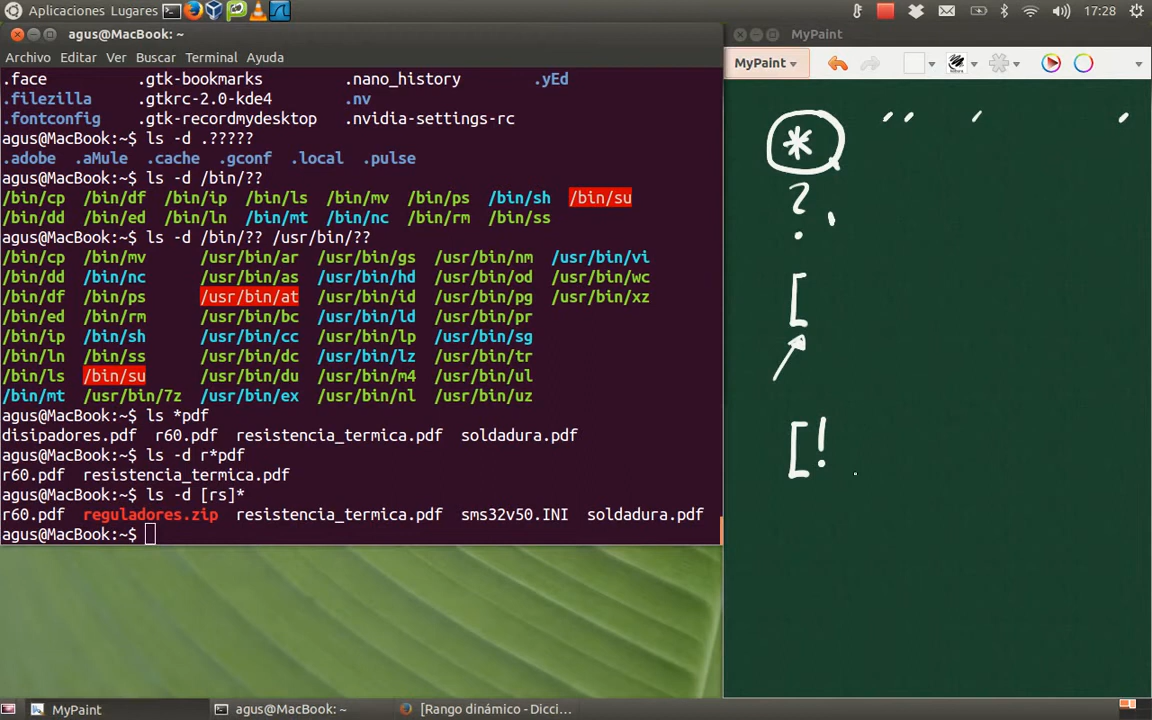 Aplicaciones Lugares 17:28
agus@MacBook: ~
Archivo Editar Ver Buscar Terminal Ayuda
.face .gtk-bookmarks .nano_history .yEd
.filezilla .gtkrc-2.0-kde4 .nv
.fontconfig .gtk-recordmydesktop .nvidia-settings-rc
agus@MacBook:~$ ls -d .?????
.adobe .aMule .cache .gconf .local .pulse
agus@MacBook:~$ ls -d /bin/??
/bin/cp /bin/df /bin/ip /bin/ls /bin/mv /bin/ps /bin/sh /bin/su
/bin/dd /bin/ed /bin/ln /bin/mt /bin/nc /bin/rm /bin/ss
agus@MacBook:~$ ls -d /bin/?? /usr/bin/??
/bin/cp /bin/mv /usr/bin/ar /usr/bin/gs /usr/bin/nm /usr/bin/vi
/bin/dd /bin/nc /usr/bin/as /usr/bin/hd /usr/bin/od /usr/bin/wc
/bin/df /bin/ps /usr/bin/at /usr/bin/id /usr/bin/pg /usr/bin/xz
/bin/ed /bin/rm /usr/bin/bc /usr/bin/ld /usr/bin/pr
/bin/ip /bin/sh /usr/bin/cc /usr/bin/lp /usr/bin/sg
/bin/ln /bin/ss /usr/bin/dc /usr/bin/lz /usr/bin/tr
/bin/ls /bin/su /usr/bin/du /usr/bin/m4 /usr/bin/ul
/bin/mt /usr/bin/7z /usr/bin/ex /usr/bin/nl /usr/bin/uz
agus@MacBook:~$ ls *pdf
disipadores.pdf r60.pdf resistencia_termica.pdf soldadura.pdf
agus@MacBook:~$ ls -d r*pdf
r60.pdf resistencia_termica.pdf
agus@MacBook:~$ ls -d [rs]*
r60.pdf reguladores.zip resistencia_termica.pdf sms32v50.INI soldadura.pdf
agus@MacBook:~$
MyPaint
MyPaint
*
?
[
[!
MyPaint agus@MacBook: ~ [Rango dinámico - Dicci...